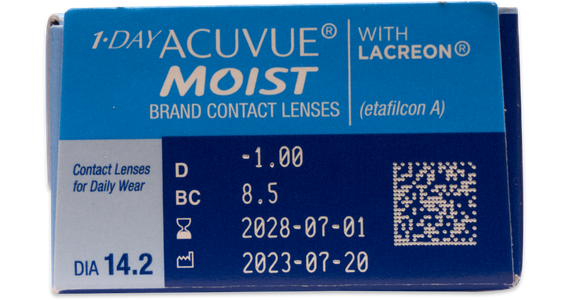 1·DAY ACUVUE®
MOIST
BRAND CONTACT LENSES
WITH
LACREON®
(etafilcon A)
Contact Lenses
for Daily Wear
DIA 14.2
D -1.00
BC 8.5
2028-07-01
2023-07-20